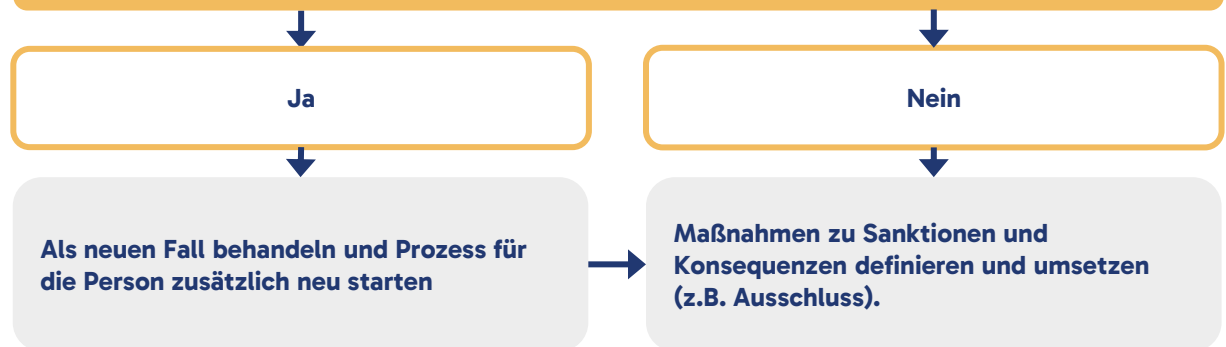 Ja
Nein
Als neuen Fall behandeln und Prozess für
die Person zusätzlich neu starten
Maßnahmen zu Sanktionen und
Konsequenzen definieren und umsetzen
(z.B. Ausschluss).